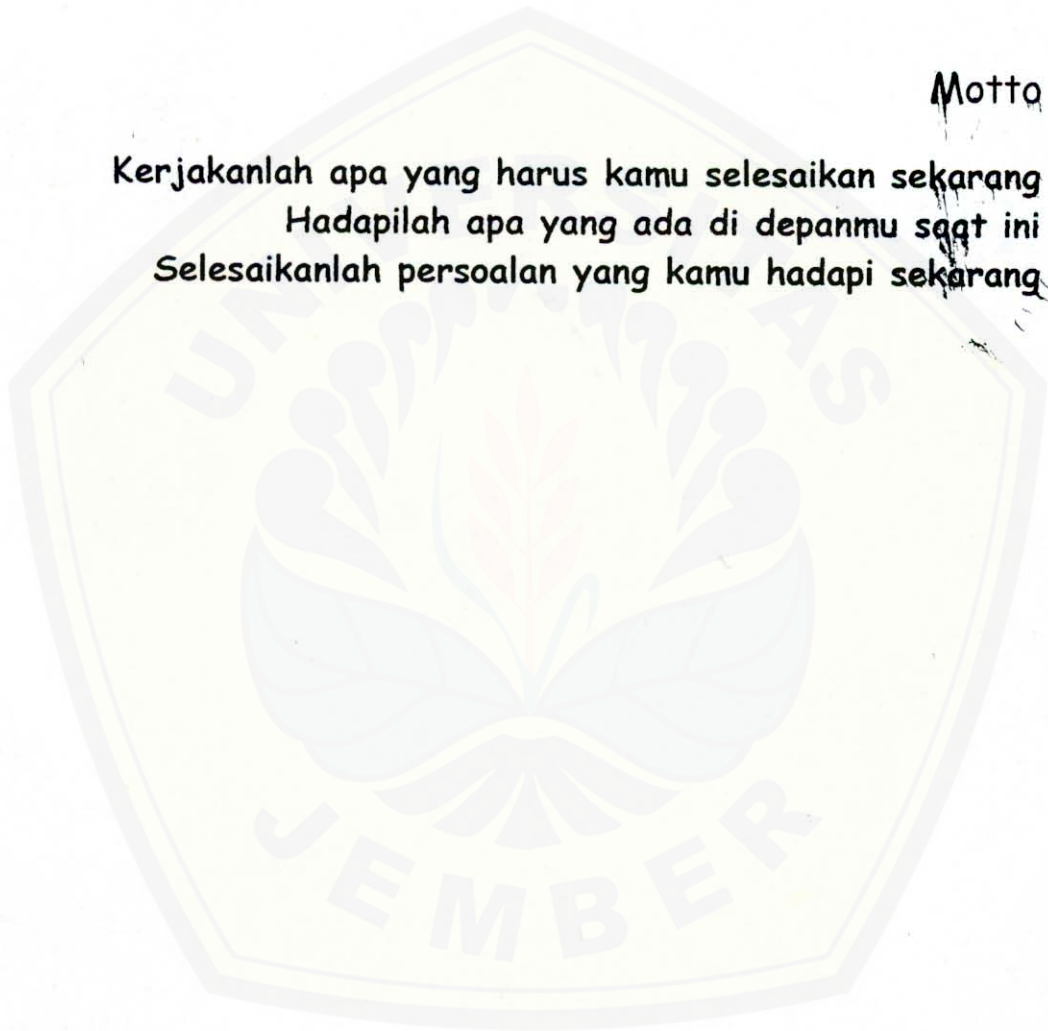 Motto
Kerjakanlah apa yang harus kamu selesaikan sekarang
Hadapilah apa yang ada di depanmu saat ini
Selesaikanlah persoalan yang kamu hadapi sekarang
UNIVERSITAS
JEMBER